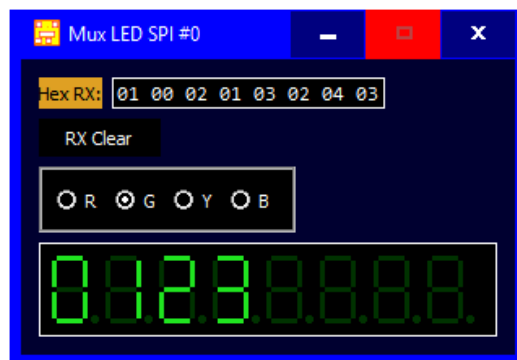 Mux LED SPI #0
Hex RX: 01 00 02 01 03 02 04 03
RX Clear
R G Y B
0123